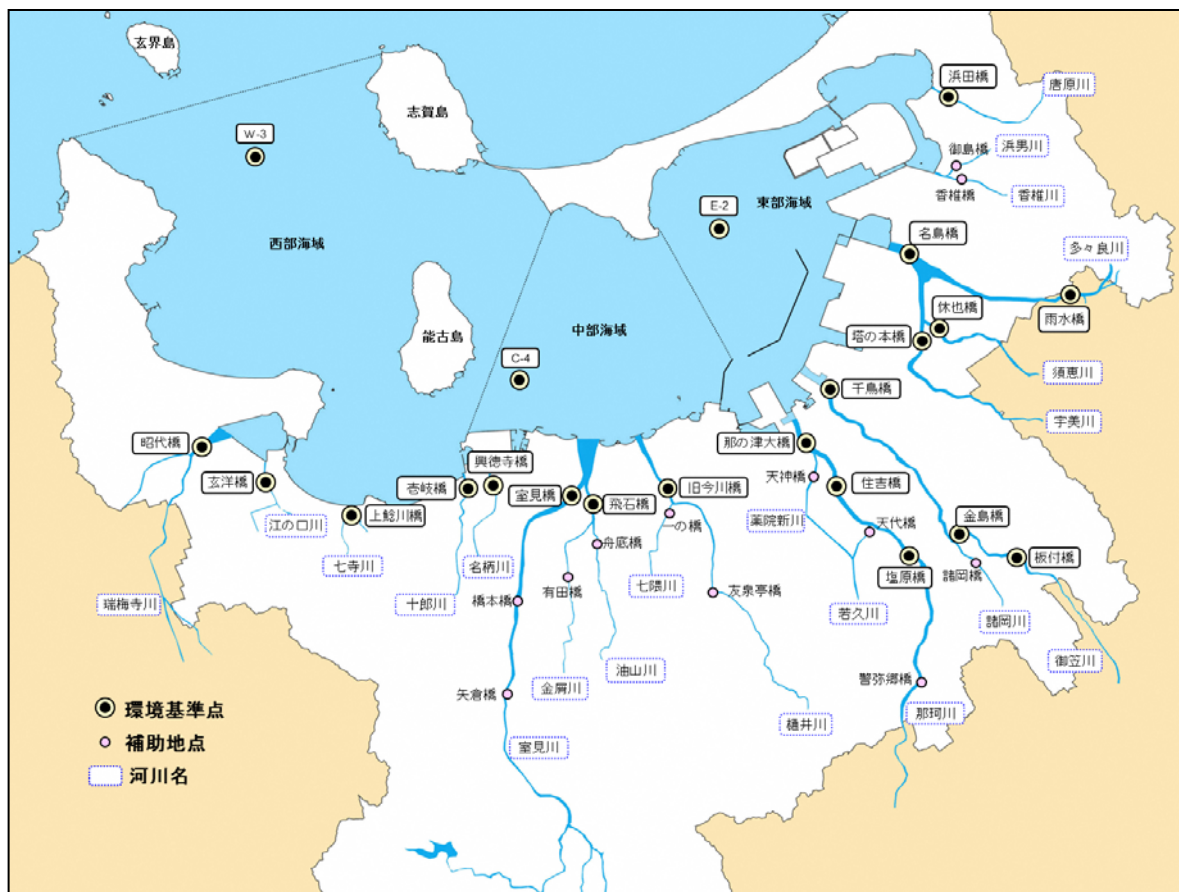 玄界島
志賀島
浜田橋
唐原川
W-3
御島橋
浜男川
香椎橋
香椎川
E-2
東部海域
西部海域
名島橋
多々良川
休也橋
雨水橋
中部海域
能古島
塔の本橋
C-4
須恵川
千鳥橋
宇美川
昭代橋
那の津大橋
興徳寺橋
天神橋
玄洋橋
壱岐橋
室見橋
飛石橋
旧今川橋
住吉橋
上鯰川橋
江の口川
一の橋
薬院新川
天代橋
金島橋
板付橋
七寺川
名柄川
舟底橋
塩原橋
諸岡橋
有田橋
七隈川
友泉亭橋
瑞梅寺川
十郎川
橋本橋
若久川
諸岡川
油山川
御笠川
金屑川
警弥郷橋
矢倉橋
環境基準点
樋井川
那珂川
補助地点
室見川
河川名